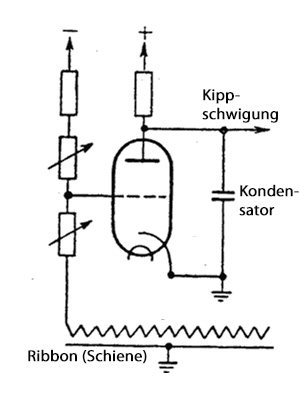 − +
Kipp-
schwigung
Konden-
sator
Ribbon (Schiene)